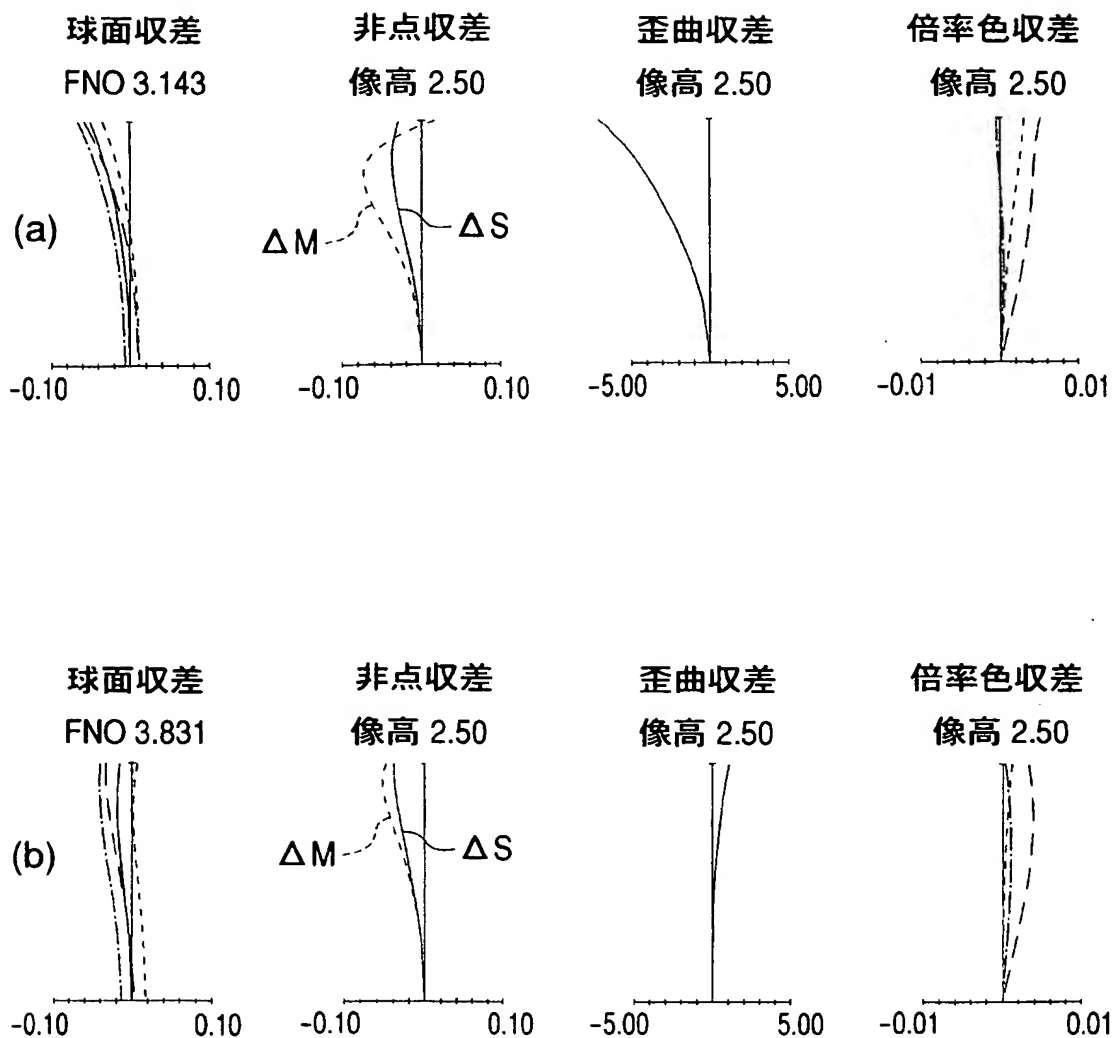 球面収差 非点収差 歪曲収差 倍率色収差
FNO 3.143 像高 2.50 像高 2.50 像高 2.50
(a)
ΔM ΔS
-0.10 0.10 -0.10 0.10 -5.00 5.00 -0.01 0.01
球面収差 非点収差 歪曲収差 倍率色収差
FNO 3.831 像高 2.50 像高 2.50 像高 2.50
(b)
ΔM ΔS
-0.10 0.10 -0.10 0.10 -5.00 5.00 -0.01 0.01